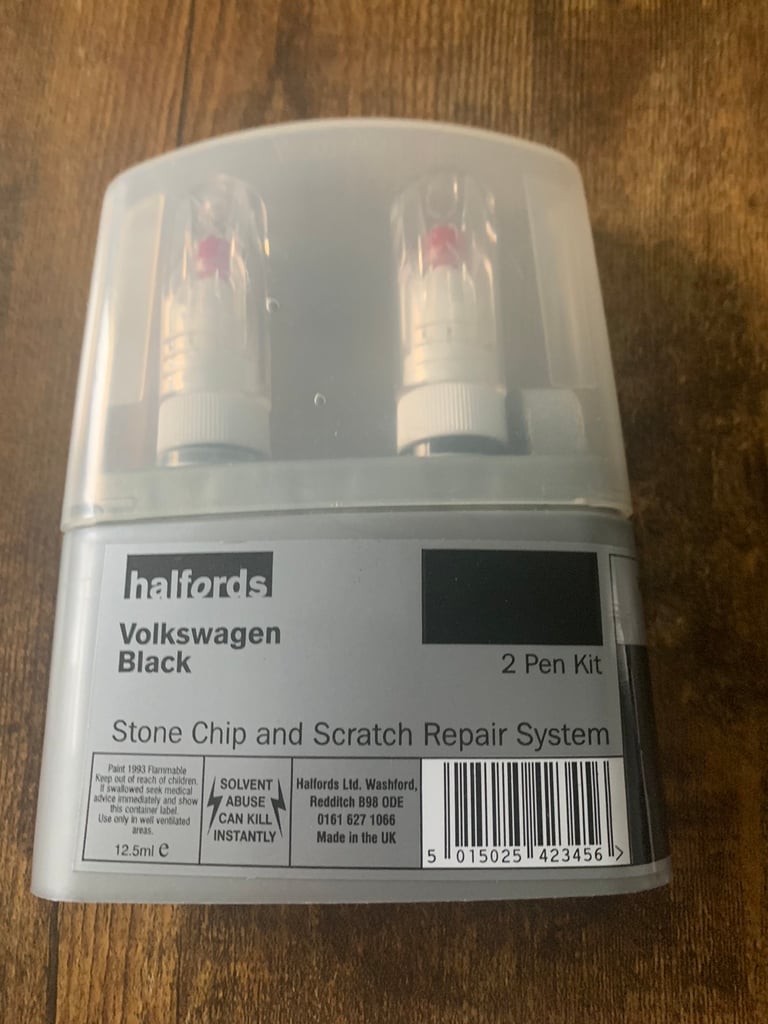 halfords
Volkswagen
Black
2 Pen Kit
Stone Chip and Scratch Repair System
Paint 1993 Flammable
Keep out of reach of children.
If swallowed seek medical
advice immediately and show
this container label.
Use only in well ventilated
areas.
12.5ml ℮
SOLVENT
ABUSE
CAN KILL
INSTANTLY
Halfords Ltd. Washford,
Redditch B98 0DE
0161 627 1066
Made in the UK
5 015025 423456 >